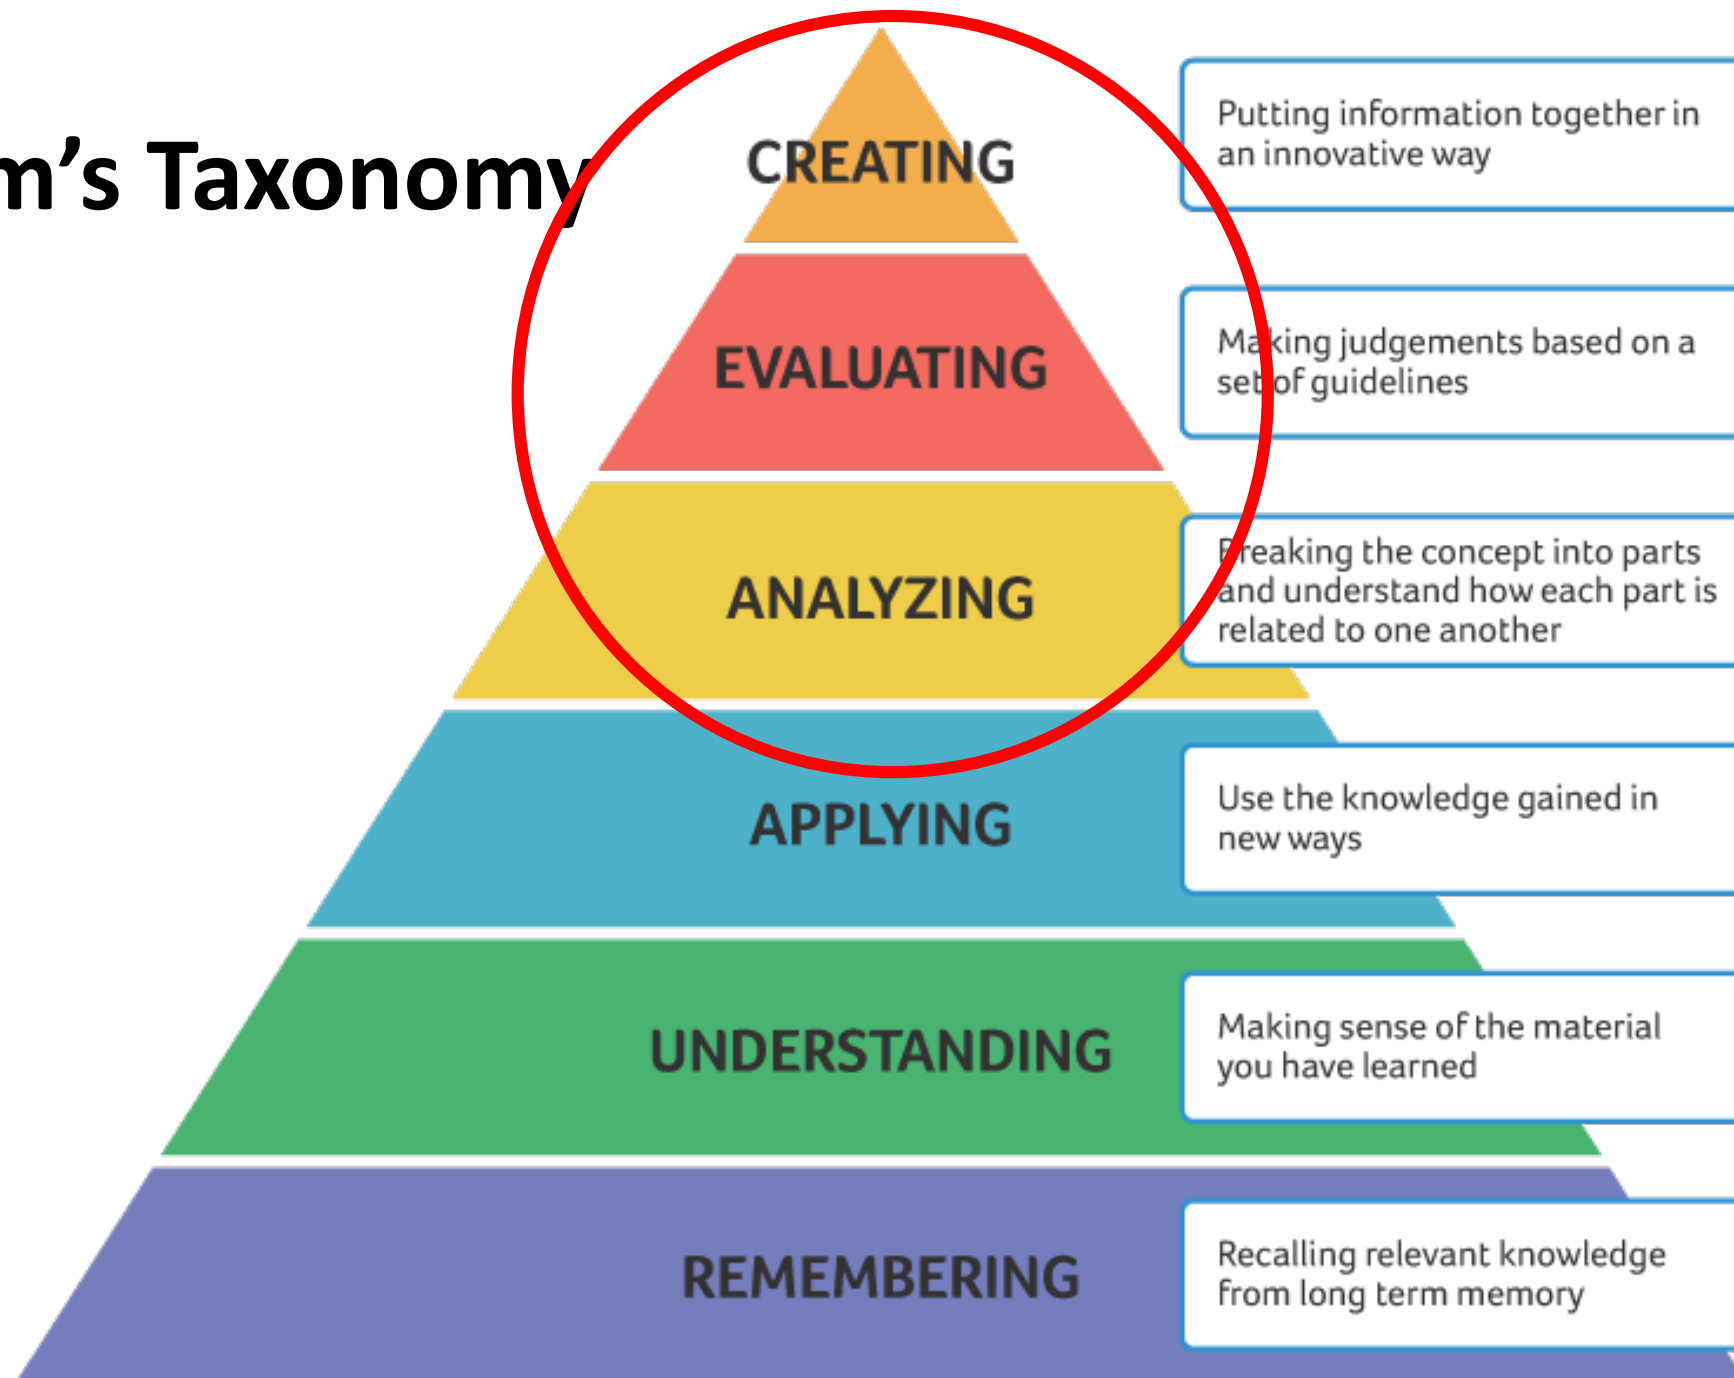 m’s Taxonomy
CREATING
Putting information together in
an innovative way
EVALUATING
Making judgements based on a
set of guidelines
ANALYZING
Breaking the concept into parts
and understand how each part is
related to one another
APPLYING
Use the knowledge gained in
new ways
UNDERSTANDING
Making sense of the material
you have learned
REMEMBERING
Recalling relevant knowledge
from long term memory